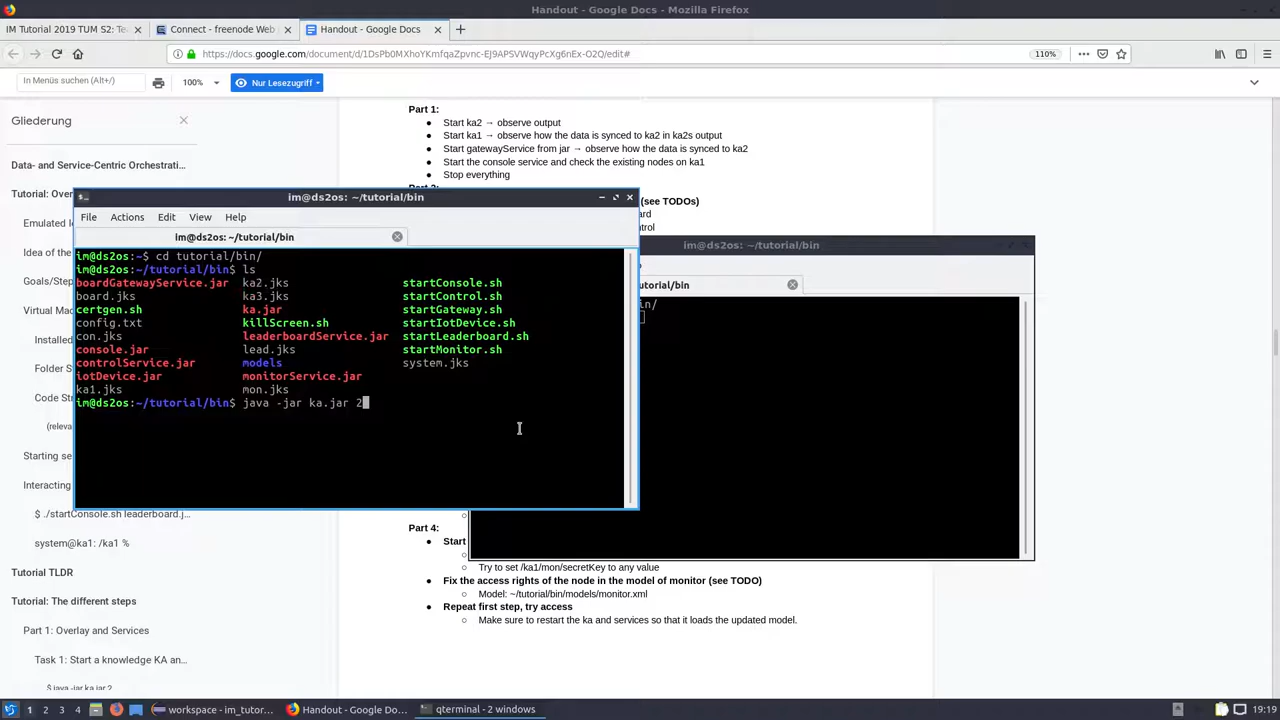 Handout - Google Docs - Mozilla Firefox
IM Tutorial 2019 TUM S2: Te
Connect - freenode Web
Handout - Google Docs
https://docs.google.com/document/d/1DsPb0MXhoYKmfqaZpvnc-EJ9APSVWqyPcXg6nEx-O2Q/edit#
110%
In Menüs suchen (Alt+/)
100%
Nur Lesezugriff
Gliederung
Data- and Service-Centric Orchestrati...
Tutorial: Over
Emulated I
Idea of the
Goals/Step
Virtual Mac
Installed
Folder S
Code Str
(releva
Starting se
Interacting
$ ./startConsole.sh leaderboard.j...
system@ka1: /ka1 %
Tutorial TLDR
Tutorial: The different steps
Part 1: Overlay and Services
Task 1: Start a knowledge KA an...
$ java -jar ka.jar 2
Part 1:
● Start ka2 → observe output
● Start ka1 → observe how the data is synced to ka2 in ka2s output
● Start gatewayService from jar → observe how the data is synced to ka2
● Start the console service and check the existing nodes on ka1
● Stop everything
(see TODOs)
ard
ontrol
im@ds2os: ~/tutorial/bin
File Actions Edit View Help
im@ds2os: ~/tutorial/bin
im@ds2os:~$ cd tutorial/bin/
im@ds2os:~/tutorial/bin$ ls
boardGatewayService.jar ka2.jks startConsole.sh
board.jks ka3.jks startControl.sh
certgen.sh ka.jar startGateway.sh
config.txt killScreen.sh startIotDevice.sh
con.jks leaderboardService.jar startLeaderboard.sh
console.jar lead.jks startMonitor.sh
controlService.jar models system.jks
iotDevice.jar monitorService.jar
ka1.jks mon.jks
im@ds2os:~/tutorial/bin$ java -jar ka.jar 2
im@ds2os: ~/tutorial/bin
utorial/bin
in/
Part 4:
● Start
○ Try to set /ka1/mon/secretKey to any value
● Fix the access rights of the node in the model of monitor (see TODO)
○ Model: ~/tutorial/bin/models/monitor.xml
● Repeat first step, try access
○ Make sure to restart the ka and services so that it loads the updated model.
1 2 3 4
workspace - im_tutor...
Handout - Google Do...
qterminal - 2 windows
19:19